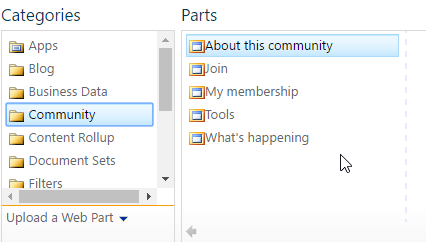 Categories
Apps
Blog
Business Data
Community
Content Rollup
Document Sets
Filters
Upload a Web Part
Parts
About this community
Join
My membership
Tools
What's happening